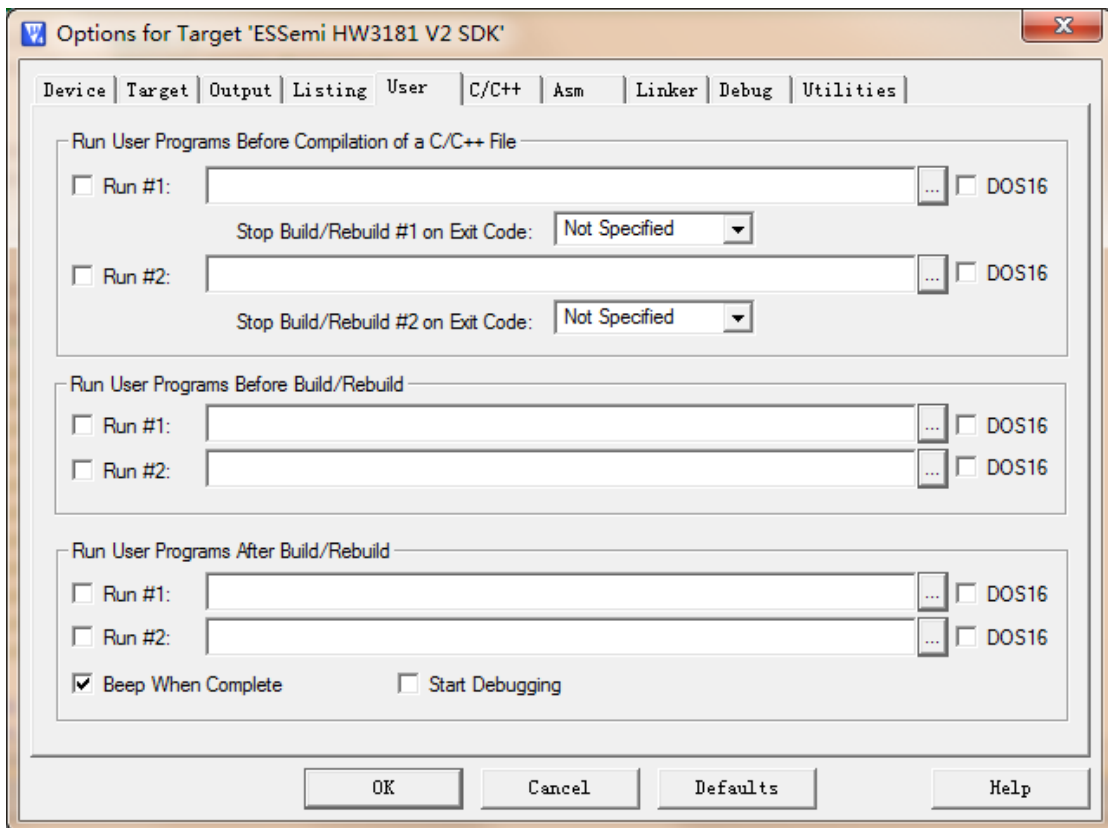 Options for Target 'ESSemi HW3181 V2 SDK'
Device Target Output Listing User C/C++ Asm Linker Debug Utilities
Run User Programs Before Compilation of a C/C++ File
Run #1: ... DOS16
Stop Build/Rebuild #1 on Exit Code: Not Specified
Run #2: ... DOS16
Stop Build/Rebuild #2 on Exit Code: Not Specified
Run User Programs Before Build/Rebuild
Run #1: ... DOS16
Run #2: ... DOS16
Run User Programs After Build/Rebuild
Run #1: ... DOS16
Run #2: ... DOS16
Beep When Complete Start Debugging
OK Cancel Defaults Help